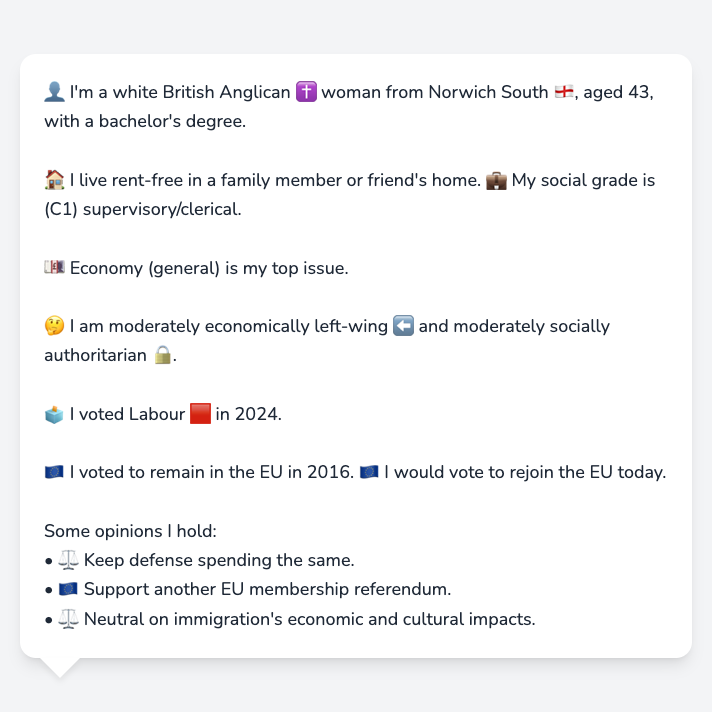 👤 I'm a white British Anglican ✝️ woman from Norwich South 🏴󠁧󠁢󠁥󠁮󠁧󠁿, aged 43,
with a bachelor's degree.
🏠 I live rent-free in a family member or friend's home. 💼 My social grade is
(C1) supervisory/clerical.
💷 Economy (general) is my top issue.
🤔 I am moderately economically left-wing ⬅️ and moderately socially
authoritarian 🔒.
🗳️ I voted Labour 🟥 in 2024.
🇪🇺 I voted to remain in the EU in 2016. 🇪🇺 I would vote to rejoin the EU today.
Some opinions I hold:
• ⚖️ Keep defense spending the same.
• 🇪🇺 Support another EU membership referendum.
• ⚖️ Neutral on immigration's economic and cultural impacts.